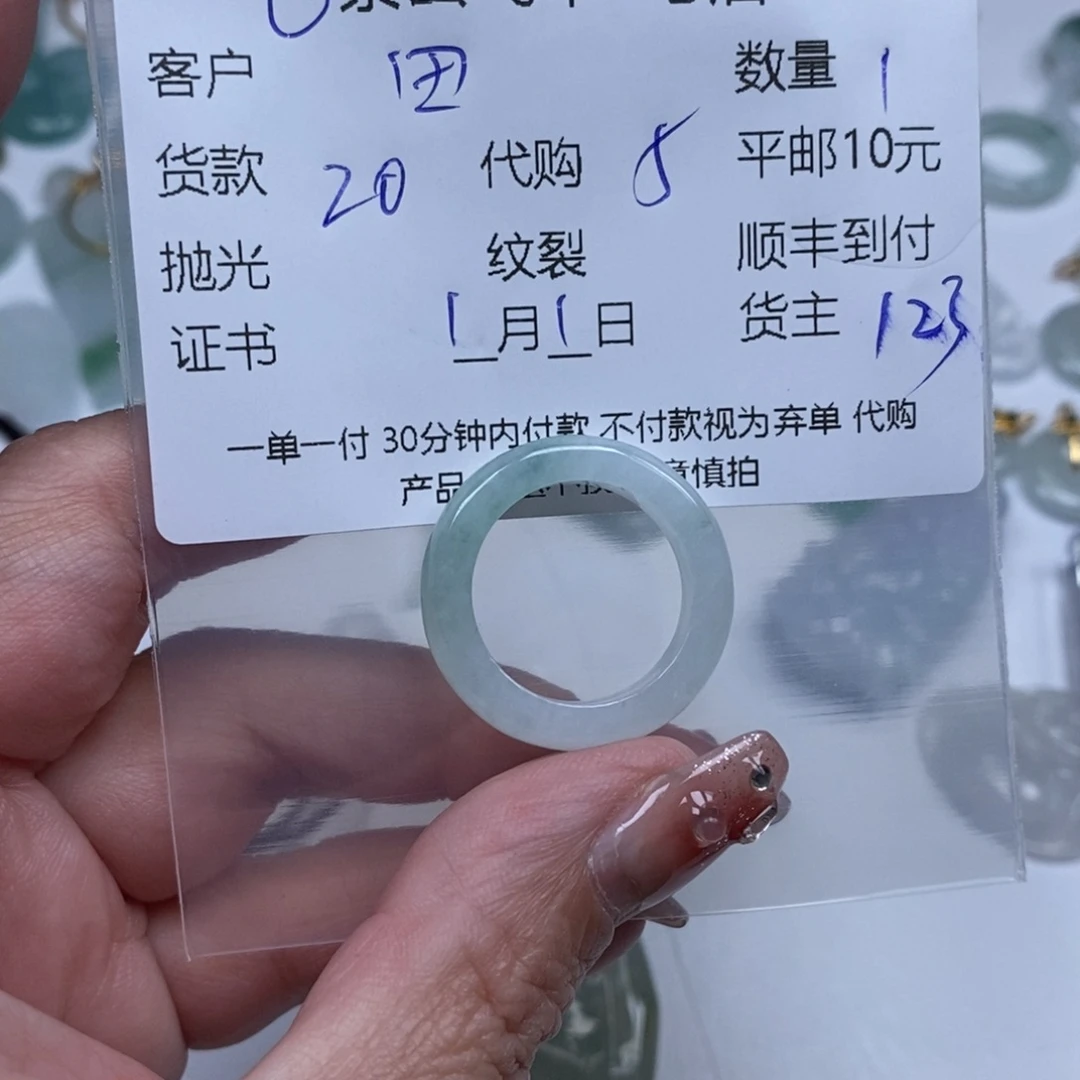 客户 田 数量 1
货款 20 代购 5 平邮10元
抛光 纹裂 顺丰到付
证书 1月1日 货主 123
一单一付 30分钟内付款 不付款视为弃单 代购
产品 慎拍